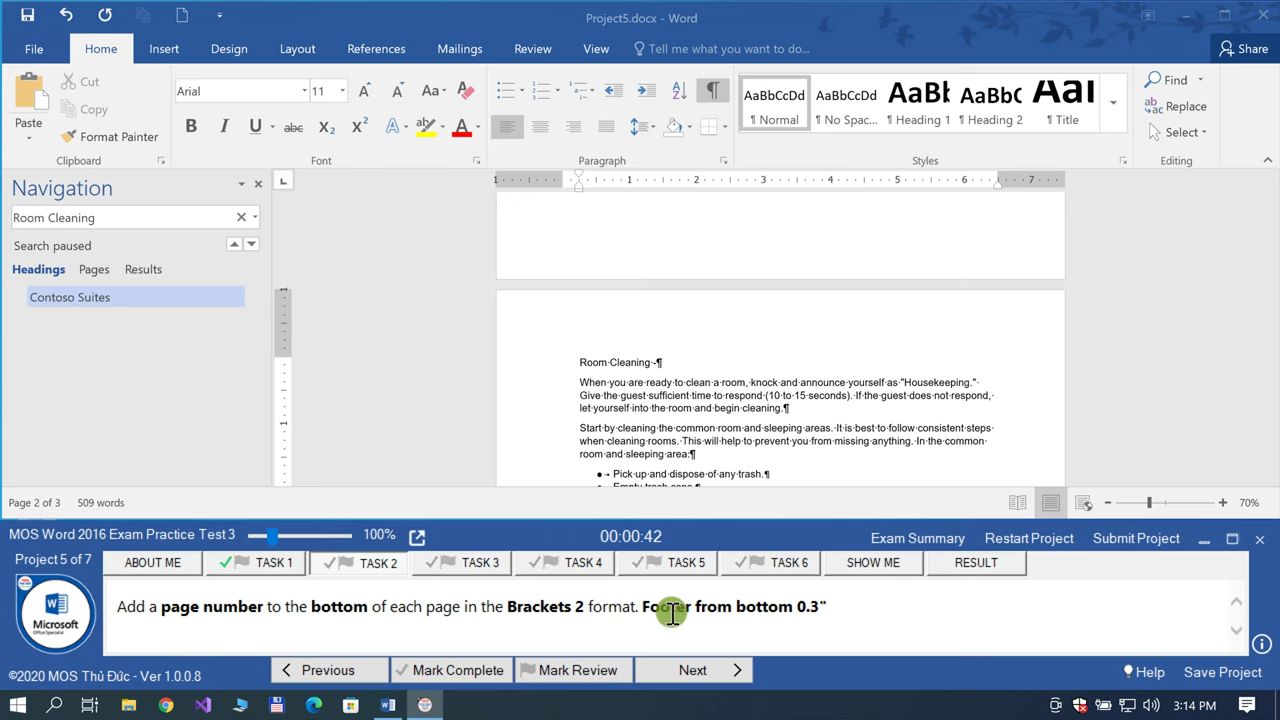 Project5.docx - Word
File Home Insert Design Layout References Mailings Review View Tell me what you want to do... Share
Paste
Cut
Copy
Format Painter
Clipboard
Arial 11 Aa
B I U abc X₂ X² A A
Font
Paragraph
AaBbCcDd ¶ Normal
AaBbCcDd ¶ No Spac...
AaBb ¶ Heading 1
AaBbC ¶ Heading 2
AaI ¶ Title
Styles
Find
Replace
Select
Editing
Navigation
Room Cleaning
Search paused
Headings Pages Results
Contoso Suites
1 1 2 3 4 5 6 7
Room·Cleaning·-¶
When·you·are·ready·to·clean·a·room,·knock·and·announce·yourself·as·"Housekeeping."·
Give·the·guest·sufficient·time·to·respond·(10·to·15·seconds).·If·the·guest·does·not·respond,·
let·yourself·into·the·room·and·begin·cleaning.¶
Start·by·cleaning·the·common·room·and·sleeping·areas.·It·is·best·to·follow·consistent·steps·
when·cleaning·rooms.·This·will·help·to·prevent·you·from·missing·anything.·In·the·common·
room·and·sleeping·area:¶
● → Pick·up·and·dispose·of·any·trash.¶
Page 2 of 3 509 words 70%
MOS Word 2016 Exam Practice Test 3 100% 00:00:42 Exam Summary Restart Project Submit Project
Project 5 of 7 ABOUT ME TASK 1 TASK 2 TASK 3 TASK 4 TASK 5 TASK 6 SHOW ME RESULT
Add a page number to the bottom of each page in the Brackets 2 format. Footer from bottom 0.3"
Microsoft
Office Specialist
©2020 MOS Thủ Đức - Ver 1.0.0.8
Previous Mark Complete Mark Review Next Help Save Project
3:14 PM